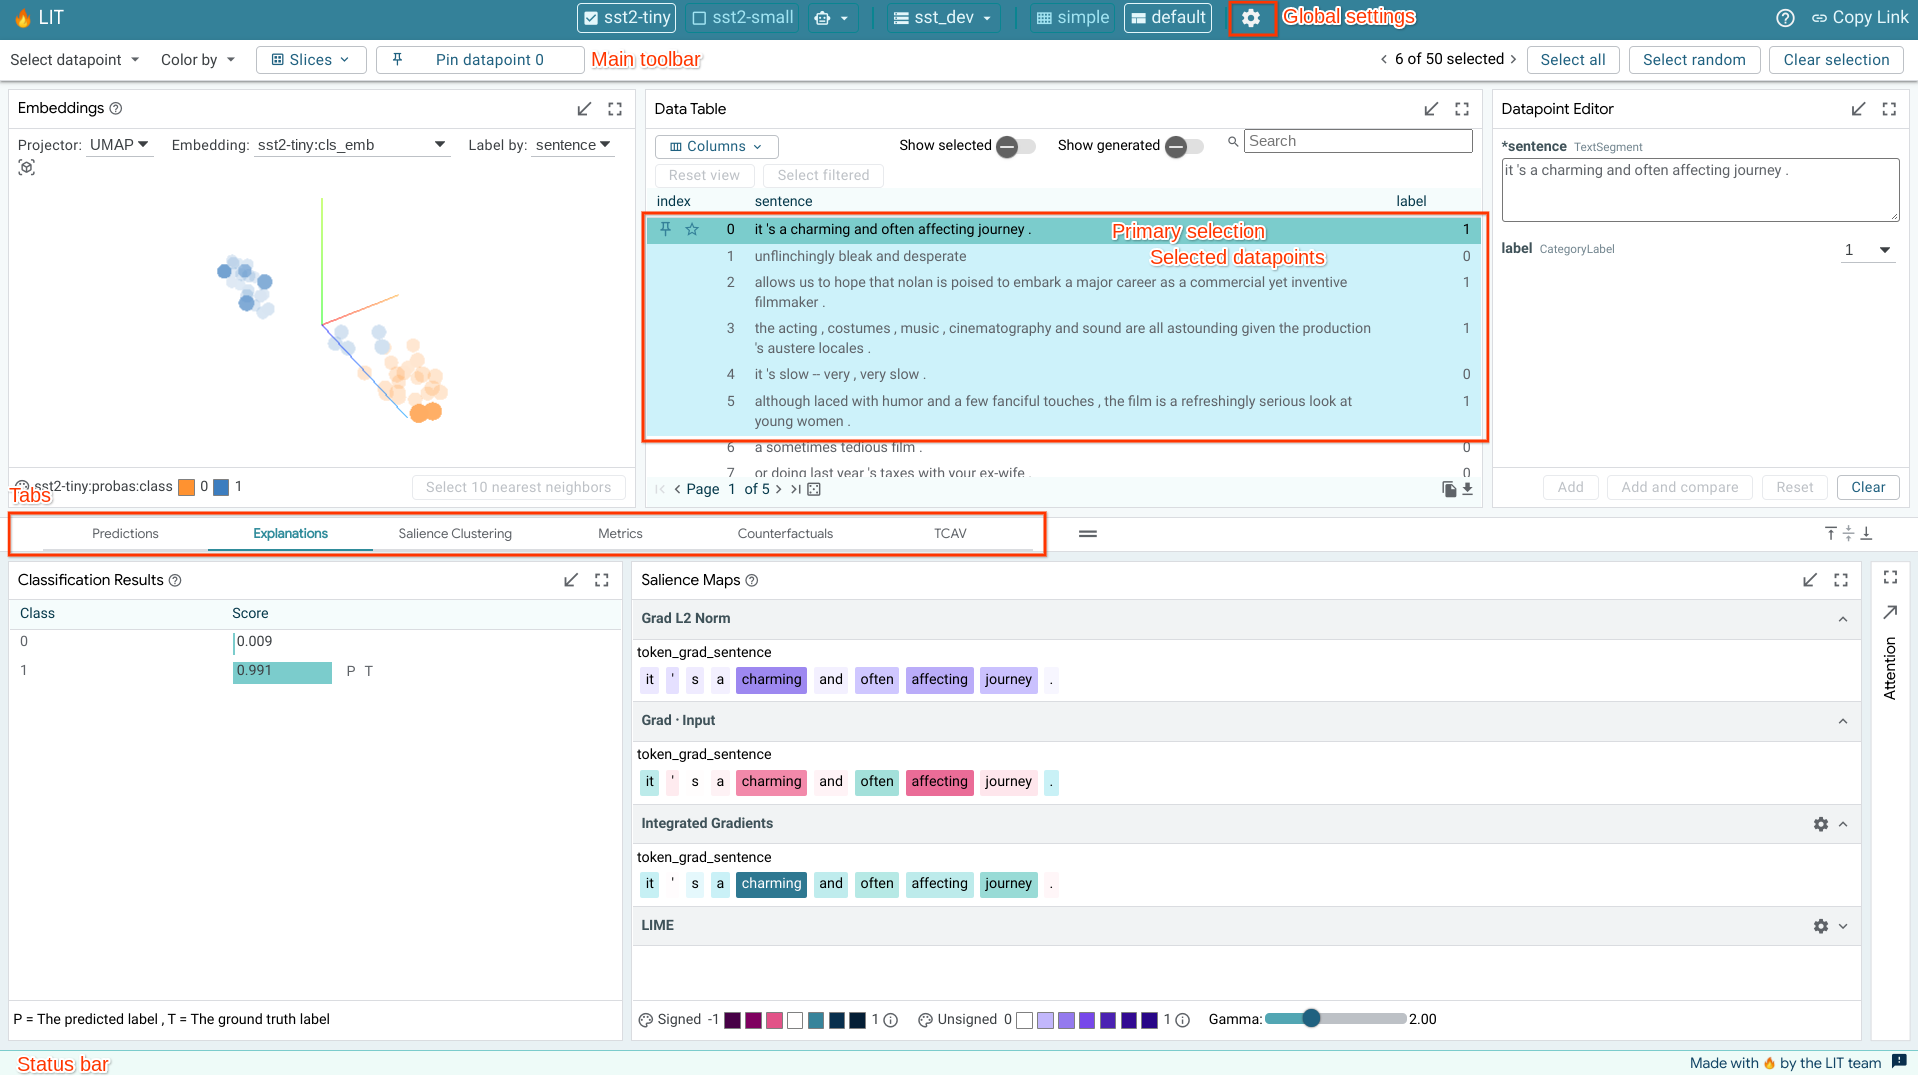 LIT
sst2-tiny sst2-small sst_dev simple default Global settings Copy Link
Select datapoint Color by Slices Pin datapoint 0 Main toolbar 6 of 50 selected Select all Select random Clear selection
Embeddings
Projector: UMAP Embedding: sst2-tiny:cls_emb Label by: sentence
sst2-tiny:probas:class 0 1 Select 10 nearest neighbors
Data Table
Columns Show selected Show generated Search
Reset view Select filtered
index sentence label
0 it 's a charming and often affecting journey . Primary selection 1
1 unflinchingly bleak and desperate Selected datapoints 0
2 allows us to hope that nolan is poised to embark a major career as a commercial yet inventive 1
filmmaker .
3 the acting , costumes , music , cinematography and sound are all astounding given the production 1
's austere locales .
4 it 's slow -- very , very slow . 0
5 although laced with humor and a few fanciful touches , the film is a refreshingly serious look at 1
young women .
6 a sometimes tedious film . 0
7 or doing last year 's taxes with your ex-wife . 0
Page 1 of 5
Datapoint Editor
*sentence TextSegment
it 's a charming and often affecting journey .
label CategoryLabel 1
Add Add and compare Reset Clear
Tabs
Predictions Explanations Salience Clustering Metrics Counterfactuals TCAV
Classification Results
Class Score
0 0.009
1 0.991 P T
P = The predicted label , T = The ground truth label
Salience Maps
Grad L2 Norm
token_grad_sentence
it ' s a charming and often affecting journey .
Grad · Input
token_grad_sentence
it ' s a charming and often affecting journey .
Integrated Gradients
token_grad_sentence
it ' s a charming and often affecting journey .
LIME
Signed -1 1 Unsigned 0 1 Gamma: 2.00
Attention
Status bar
Made with by the LIT team